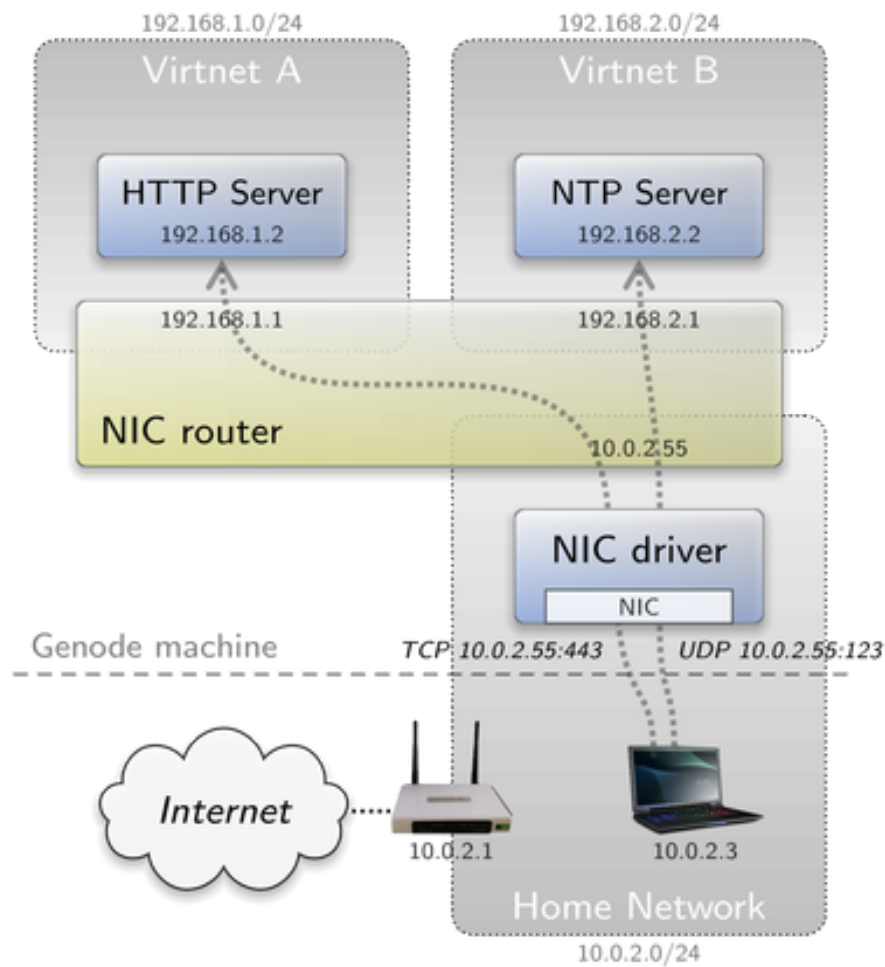 192.168.1.0/24
192.168.2.0/24
Virtnet A
Virtnet B
HTTP Server
192.168.1.2
NTP Server
192.168.2.2
192.168.1.1
192.168.2.1
NIC router
10.0.2.55
NIC driver
NIC
Genode machine
TCP 10.0.2.55:443
UDP 10.0.2.55:123
Internet
10.0.2.1
10.0.2.3
Home Network
10.0.2.0/24